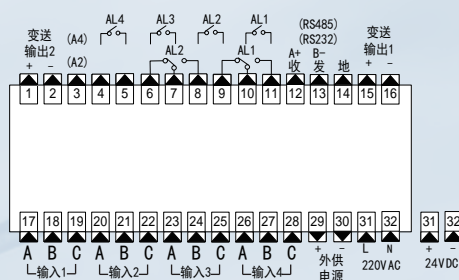 AL4 AL3 AL2 AL1
变送 (A4) (RS485) 变送
输出2 (A2) AL2 AL1 (RS232) 输出1
+ - A+ B- + -
收 发 地
1 2 3 4 5 6 7 8 9 10 11 12 13 14 15 16
17 18 19 20 21 22 23 24 25 26 27 28 29 30 31 32 31 32
A B C A B C A B C A B C + - L N + -
输入1 输入2 输入3 输入4 外供 220VAC 24VDC
电源